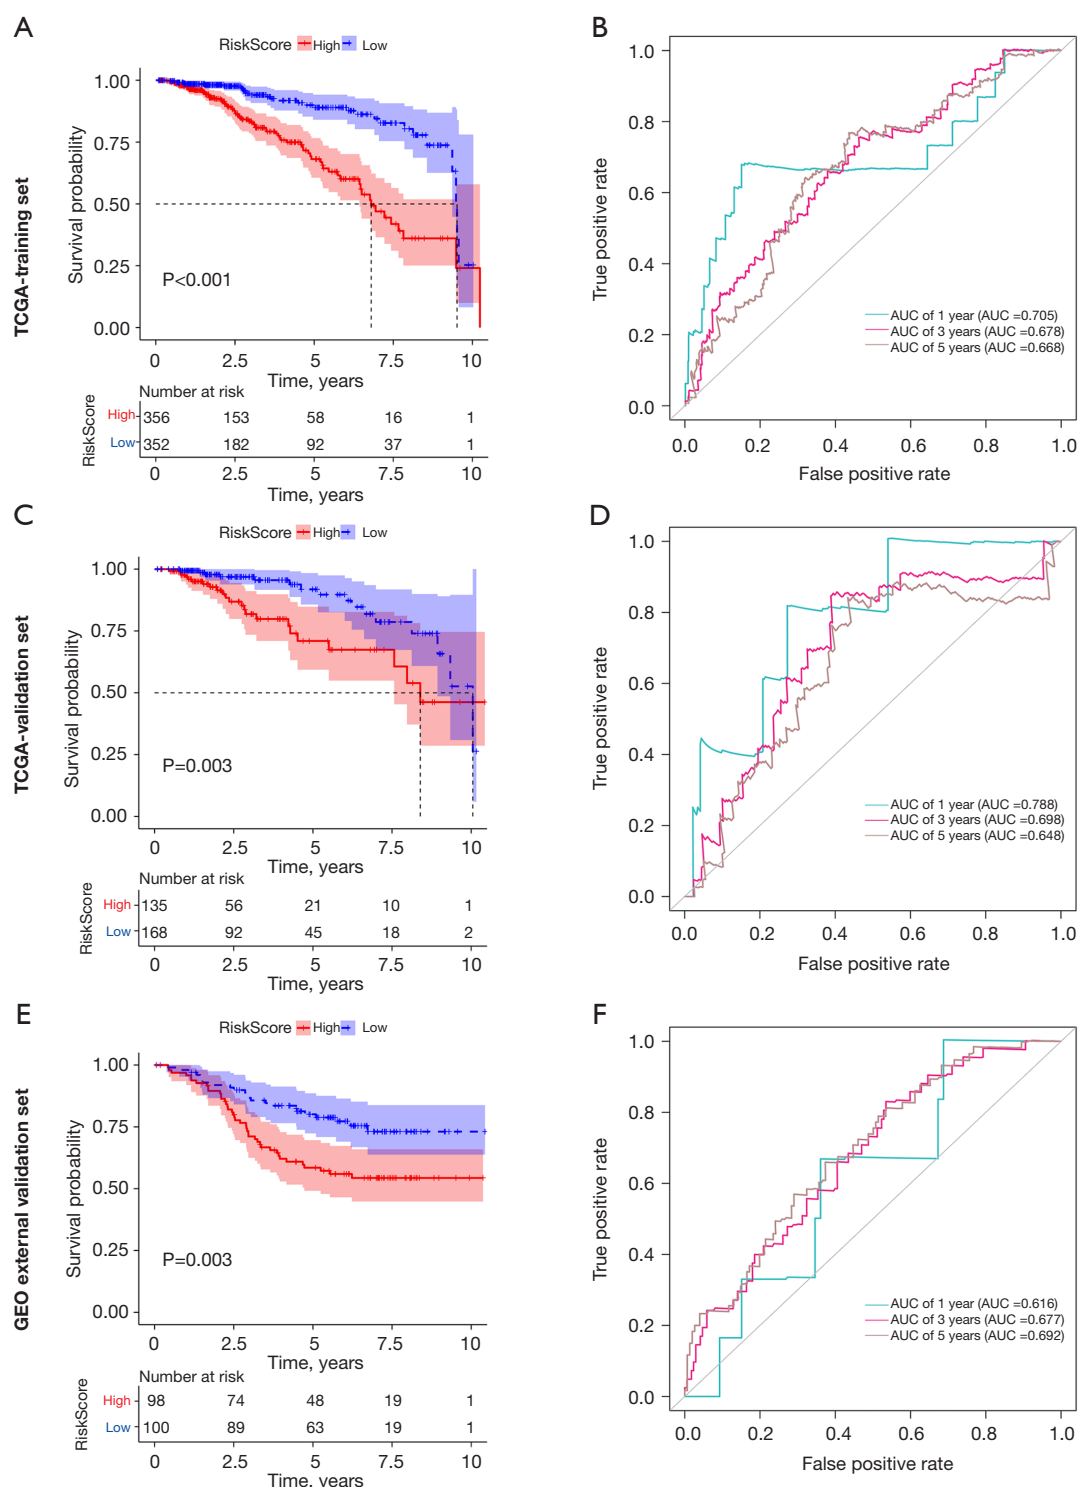 A
RiskScore High Low
TCGA-training set
Survival probability
1.00
0.75
0.50
0.25
0.00
P<0.001
0 2.5 5 7.5 10
Time, years
Number at risk
RiskScore
High 356 153 58 16 1
Low 352 182 92 37 1
0 2.5 5 7.5 10
Time, years
B
True positive rate
1.0
0.8
0.6
0.4
0.2
0.0
AUC of 1 year (AUC =0.705)
AUC of 3 years (AUC =0.678)
AUC of 5 years (AUC =0.668)
0.0 0.2 0.4 0.6 0.8 1.0
False positive rate
C
RiskScore High Low
TCGA-validation set
Survival probability
1.00
0.75
0.50
0.25
0.00
P=0.003
0 2.5 5 7.5 10
Time, years
Number at risk
RiskScore
High 135 56 21 10 1
Low 168 92 45 18 2
0 2.5 5 7.5 10
Time, years
D
True positive rate
1.0
0.8
0.6
0.4
0.2
0.0
AUC of 1 year (AUC =0.788)
AUC of 3 years (AUC =0.698)
AUC of 5 years (AUC =0.648)
0.0 0.2 0.4 0.6 0.8 1.0
False positive rate
E
RiskScore High Low
GEO external validation set
Survival probability
1.00
0.75
0.50
0.25
0.00
P=0.003
0 2.5 5 7.5 10
Time, years
Number at risk
RiskScore
High 98 74 48 19 1
Low 100 89 63 19 1
0 2.5 5 7.5 10
Time, years
F
True positive rate
1.0
0.8
0.6
0.4
0.2
0.0
AUC of 1 year (AUC =0.616)
AUC of 3 years (AUC =0.677)
AUC of 5 years (AUC =0.692)
0.0 0.2 0.4 0.6 0.8 1.0
False positive rate